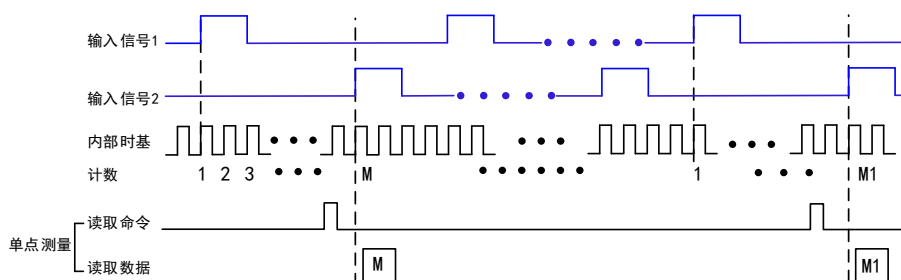 输入信号1
输入信号2
内部时基
计数 1 2 3 M 1 M1
读取命令
单点测量
读取数据 M M1